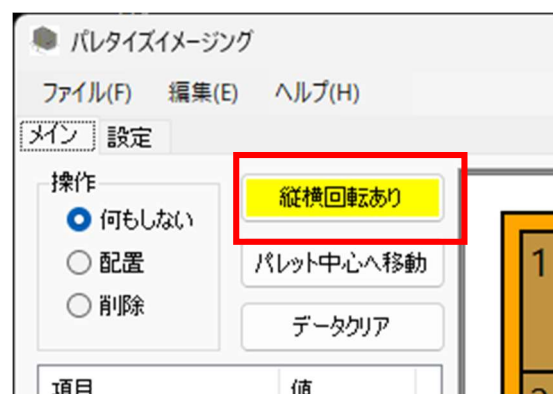 パレタイズイメージング
ファイル(F) 編集(E) ヘルプ(H)
メイン 設定
操作
何もしない
配置
削除
縦横回転あり
パレット中心へ移動
データクリア
項目 値
1